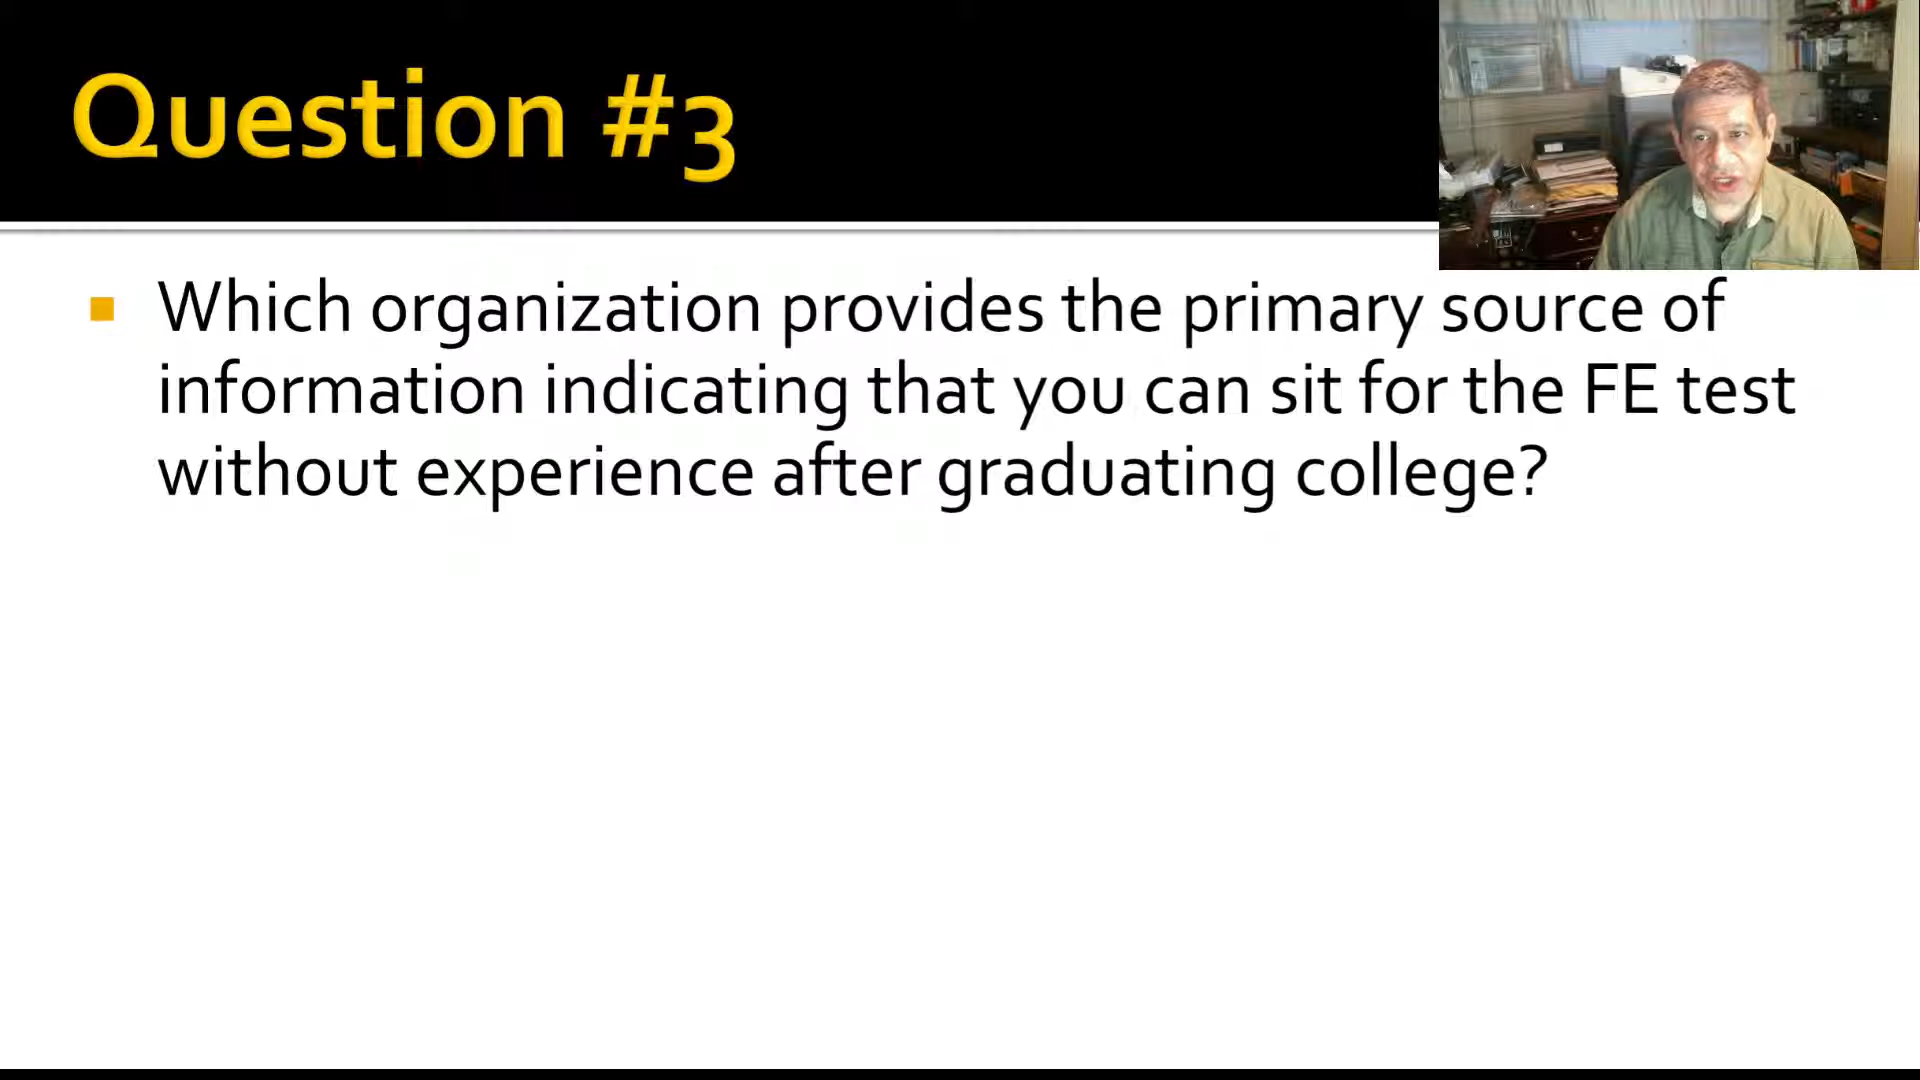 Question #3
Which organization provides the primary source of
information indicating that you can sit for the FE test
without experience after graduating college?